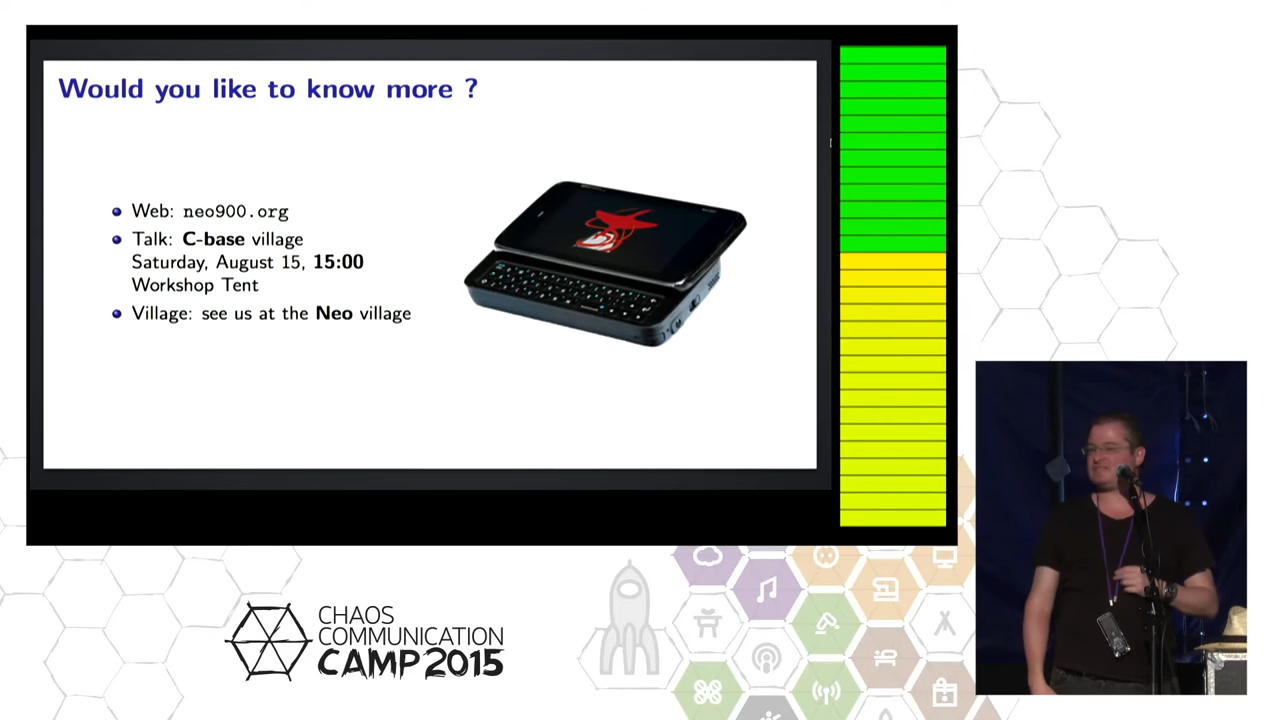 Would you like to know more ?
Web: neo900.org
Talk: C-base village
Saturday, August 15, 15:00
Workshop Tent
Village: see us at the Neo village
CHAOS
COMMUNICATION
CAMP 2015